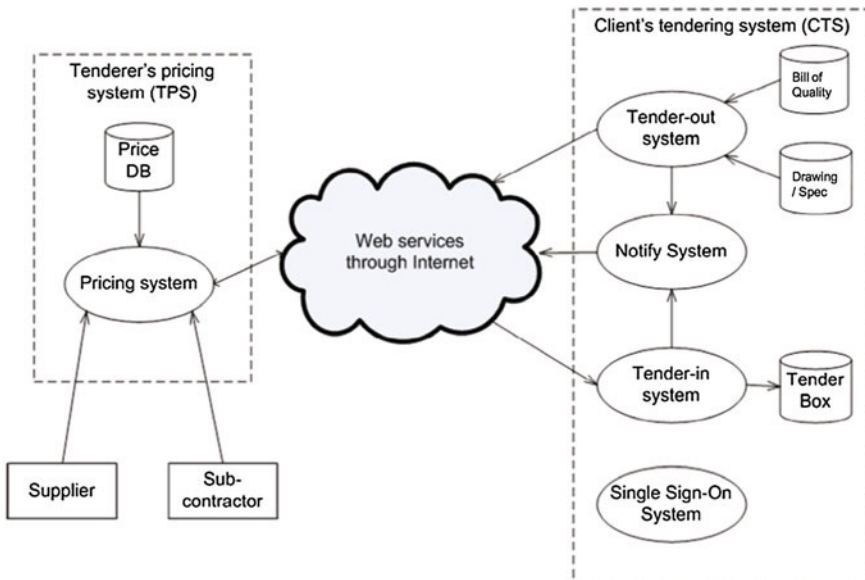 Client's tendering system (CTS)
Tenderer's pricing
system (TPS)
Price
DB
Pricing system
Supplier
Sub-
contractor
Web services
through Internet
Bill of
Quality
Tender-out
system
Drawing
/ Spec
Notify System
Tender-in
system
Tender
Box
Single Sign-On
System